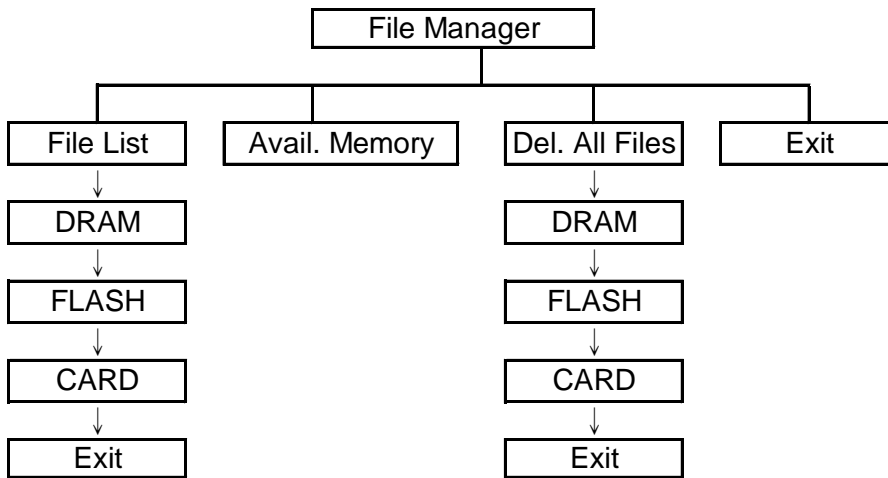 File Manager
File List
Avail. Memory
Del. All Files
Exit
DRAM
DRAM
FLASH
FLASH
CARD
CARD
Exit
Exit